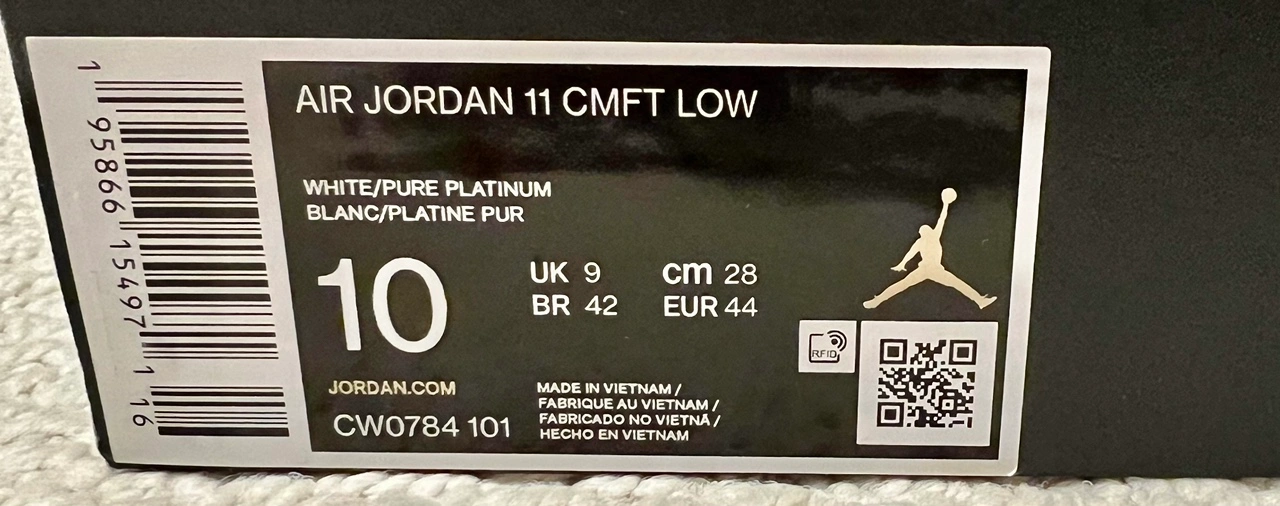 AIR JORDAN 11 CMFT LOW
WHITE/PURE PLATINUM
BLANC/PLATINE PUR
10
UK 9 cm 28
BR 42 EUR 44
RFID
JORDAN.COM
CW0784 101
MADE IN VIETNAM /
FABRIQUE AU VIETNAM /
FABRICADO NO VIETNÃ /
HECHO EN VIETNAM
1 95866 15497 1 16